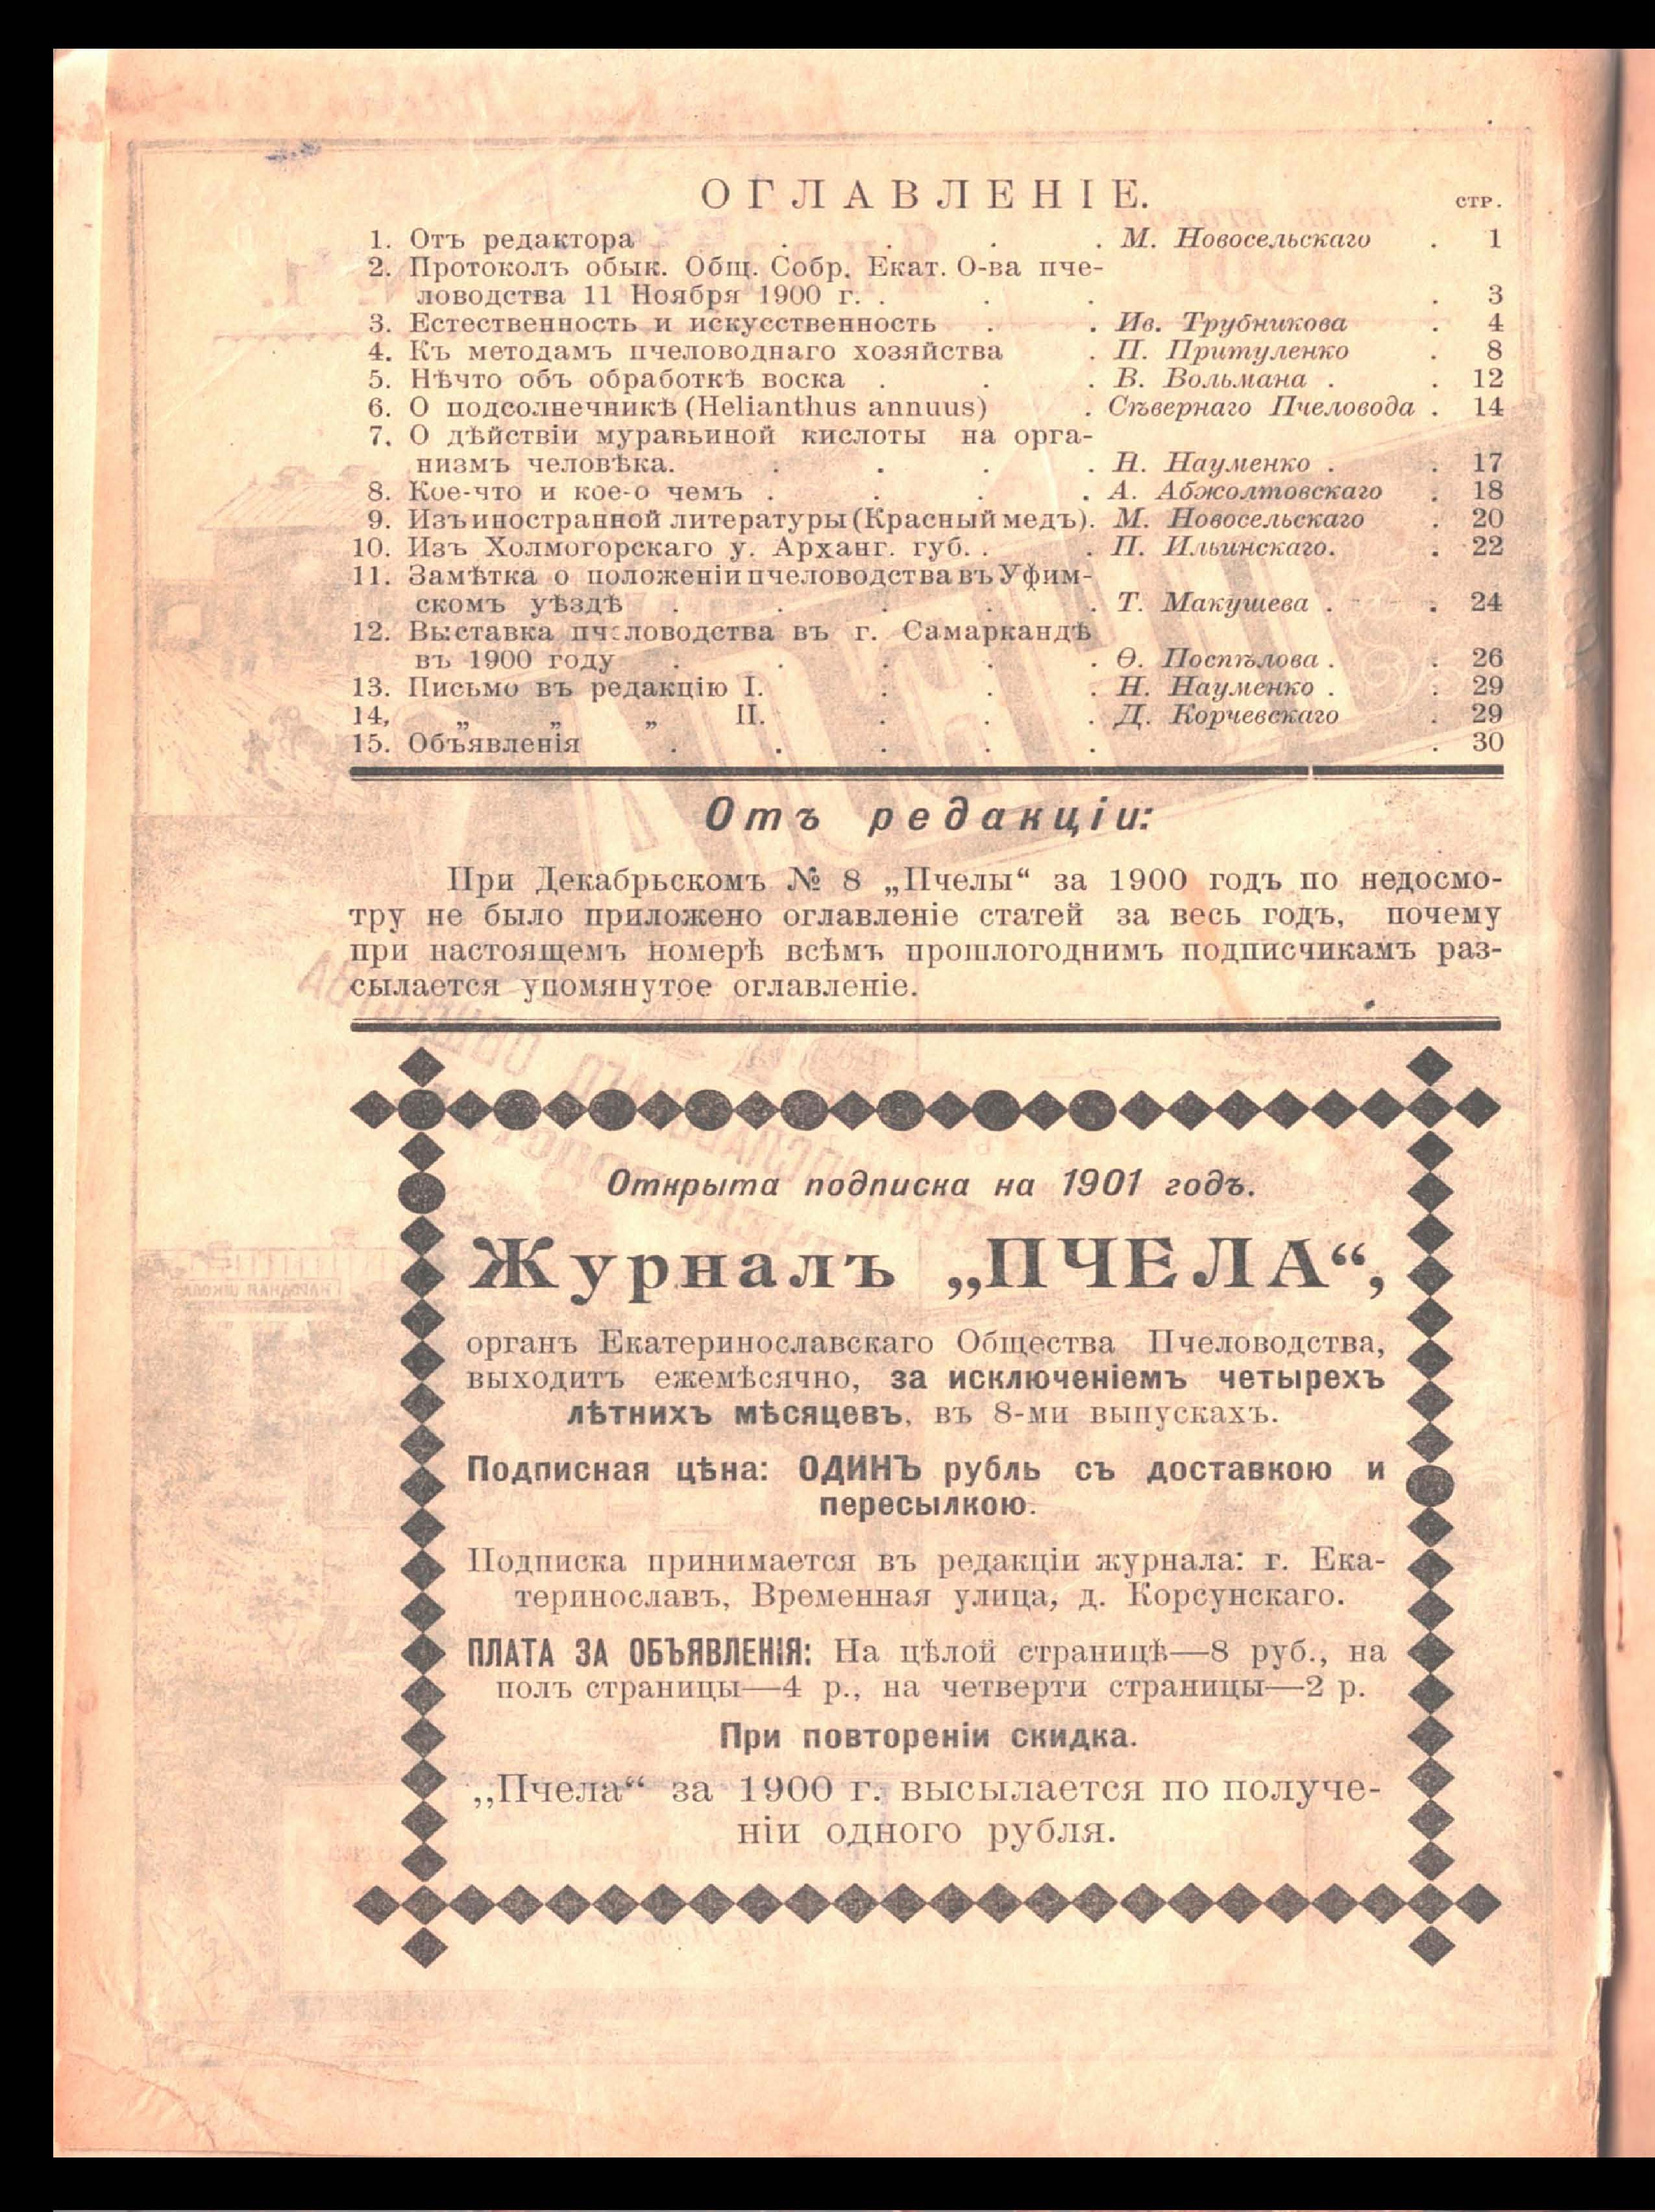 ОГЛАВЛЕНІЕ.
СТР.
1. Отъ редактора . . . . М. Новосельскаго . 1
2. Протоколъ обык. Общ. Собр. Екат. О-ва пче-
ловодства 11 Ноября 1900 г. . . . . 3
3. Естественность и искусственность . . Ив. Трубникова . 4
4. Къ методамъ пчеловоднаго хозяйства . П. Притуленко . 8
5. Нѣчто объ обработкѣ воска . . . В. Вольмана . . 12
6. О подсолнечникѣ (Helianthus annuus) . Сѣвернаго Пчеловода . 14
7. О дѣйствіи муравьиной кислоты на орга-
низмъ человѣка. . . . . Н. Науменко . . 17
8. Кое-что и кое-о чемъ . . . . А. Абжолтовскаго . 18
9. Изъ иностранной литературы (Красный медъ). М. Новосельскаго . 20
10. Изъ Холмогорскаго у. Арханг. губ. . . П. Ильинскаго. . 22
11. Замѣтка о положеніи пчеловодства въ Уфим-
скомъ уѣздѣ . . . . . Т. Макушева . . 24
12. Выставка пчеловодства въ г. Самаркандѣ
въ 1900 году . . . . . Ѳ. Поспѣлова . . 26
13. Письмо въ редакцію I. . . . Н. Науменко . . 29
14, „ „ „ II. . . . Д. Корчевскаго . 29
15. Объявленія . . . . . . 30
Отъ редакціи:
При Декабрьскомъ № 8 „Пчелы“ за 1900 годъ по недосмо-
тру не было приложено оглавленіе статей за весь годъ, почему
при настоящемъ номерѣ всѣмъ прошлогоднимъ подписчикамъ раз-
сылается упомянутое оглавленіе.
Открыта подписка на 1901 годъ.
Журналъ „ПЧЕЛА“,
органъ Екатеринославскаго Общества Пчеловодства,
выходитъ ежемѣсячно, за исключеніемъ четырехъ
лѣтнихъ мѣсяцевъ, въ 8-ми выпускахъ.
Подписная цѣна: ОДИНЪ рубль съ доставкою и
пересылкою.
Подписка принимается въ редакціи журнала: г. Ека-
теринославъ, Временная улица, д. Корсунскаго.
ПЛАТА ЗА ОБЪЯВЛЕНІЯ: На цѣлой страницѣ—8 руб., на
полъ страницы—4 р., на четверти страницы—2 р.
При повтореніи скидка.
„Пчела“ за 1900 г. высылается по получе-
ніи одного рубля.